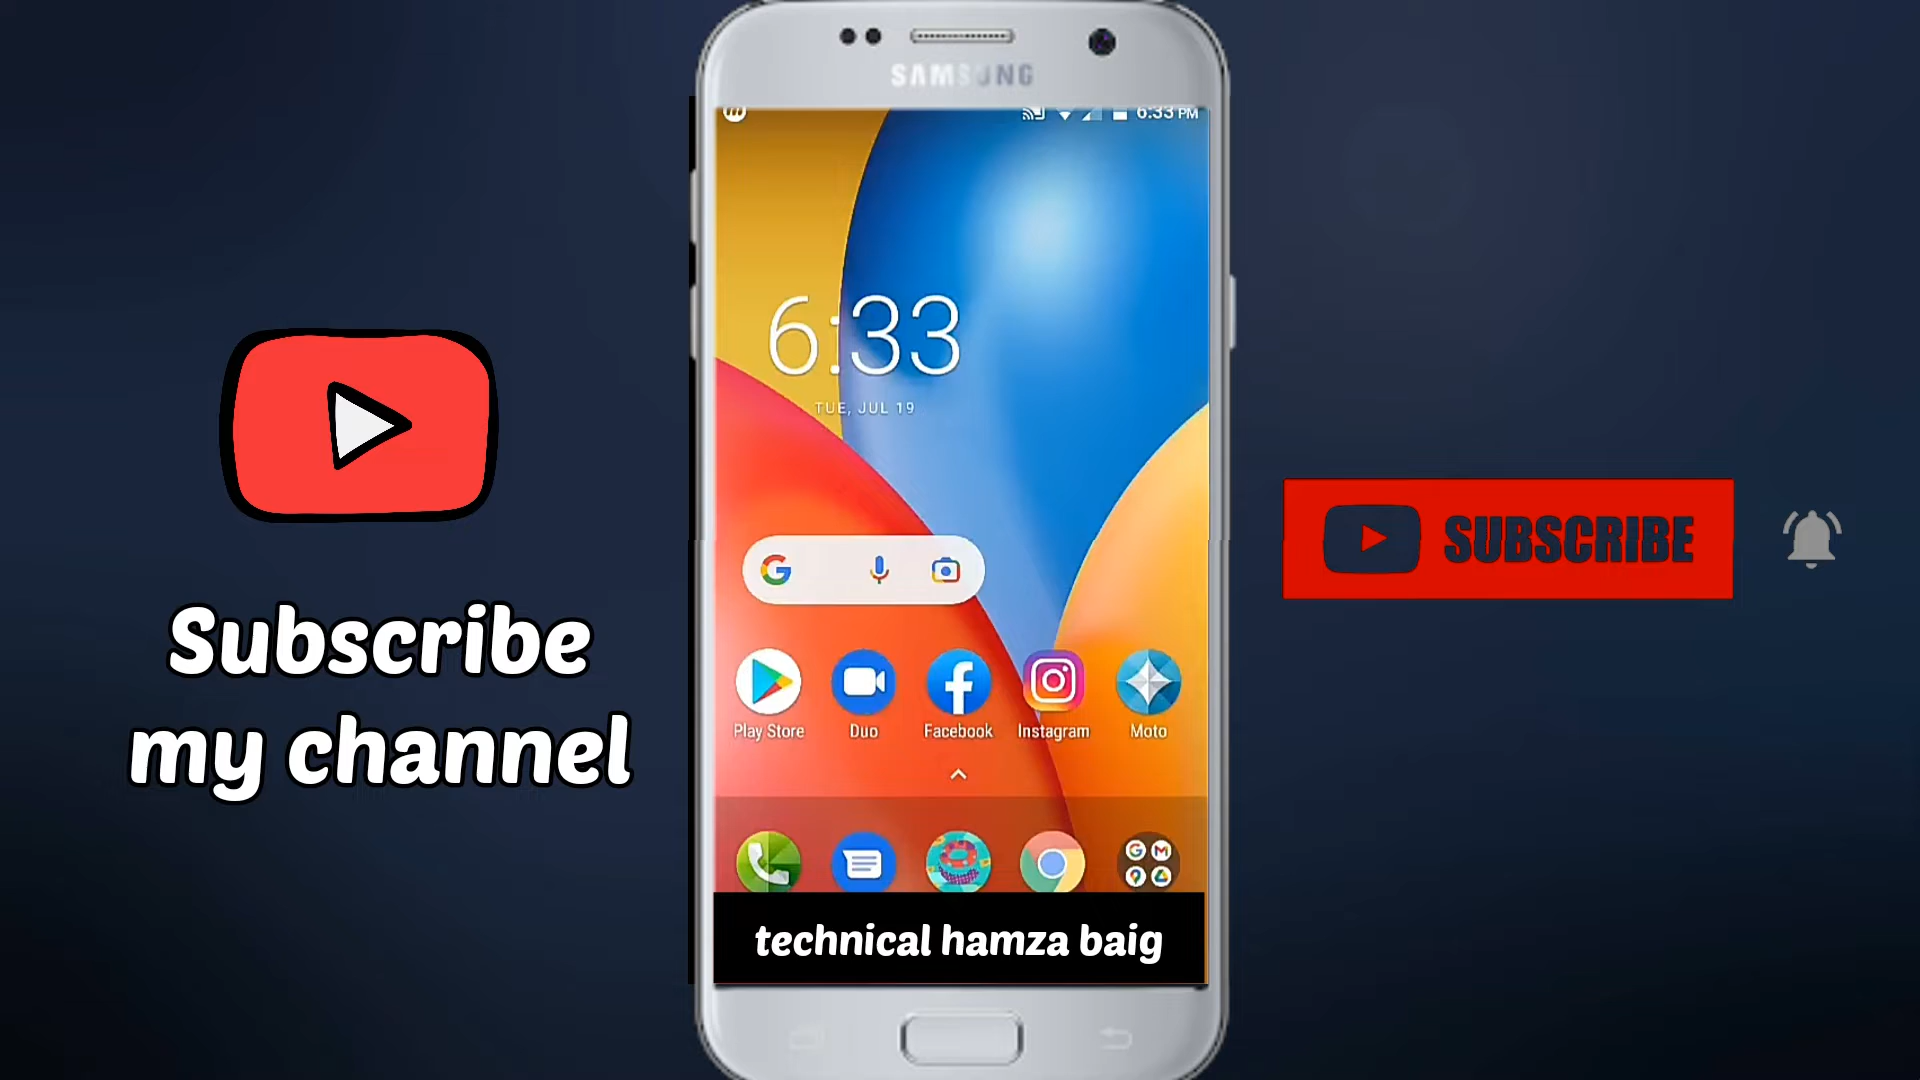 SAMSUNG
6:33 PM
6:33
TUE, JUL 19
Play Store
Duo
Facebook
Instagram
Moto
technical hamza baig
Subscribe
my channel
SUBSCRIBE